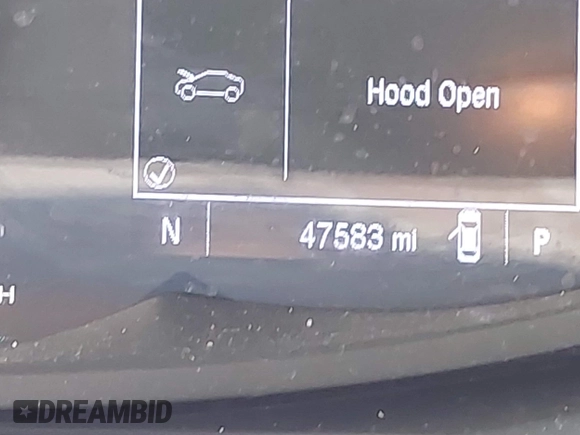 Hood Open
N 47583 mi P
H
DREAMBID